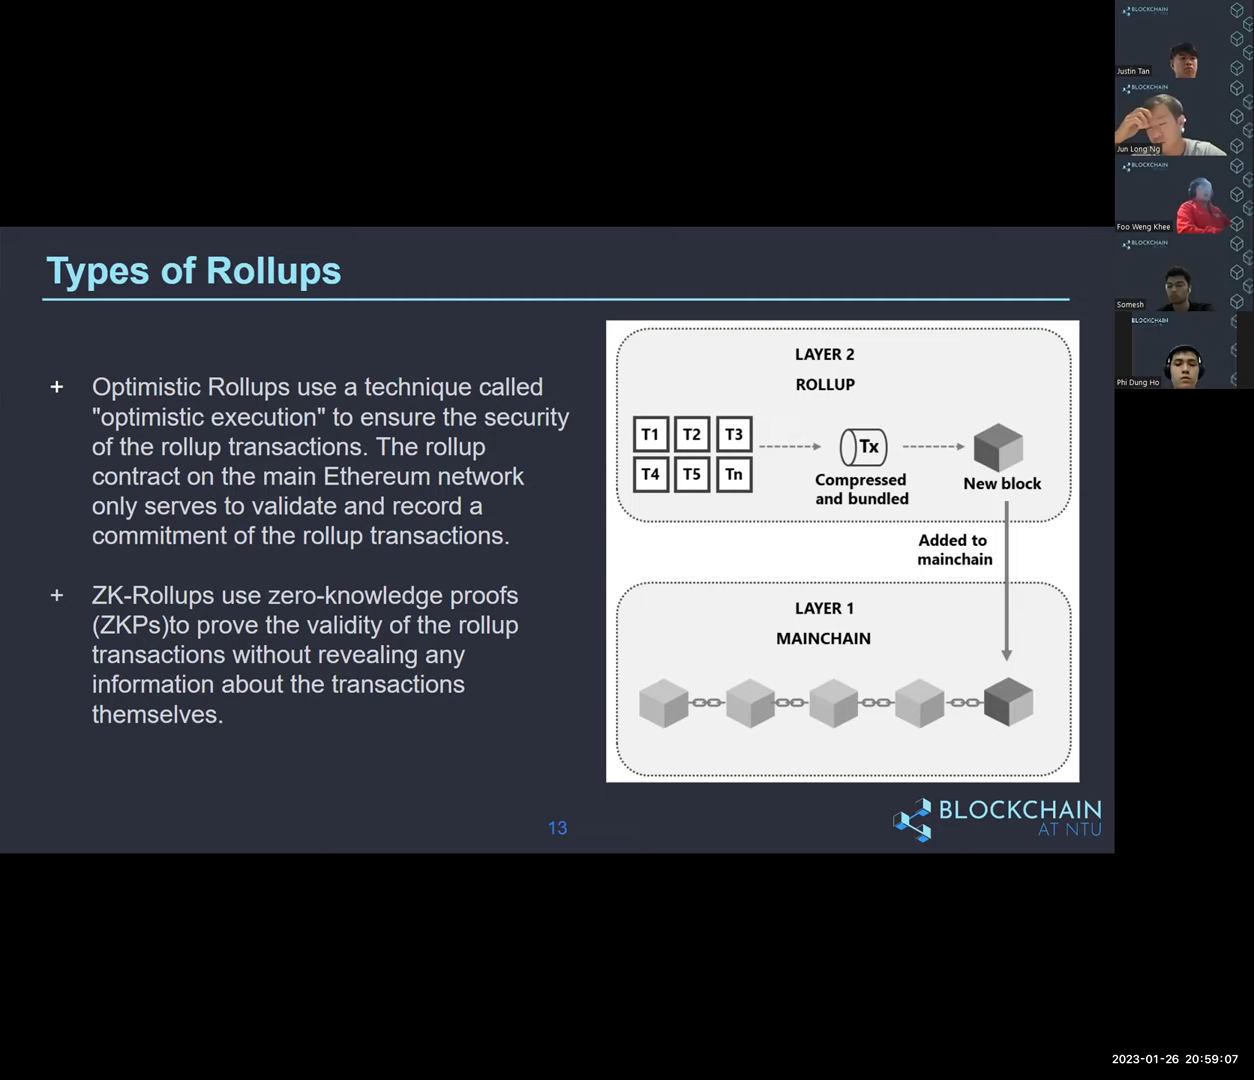 BLOCKCHAIN
Justin Tan
BLOCKCHAIN
Jun Long Ng
BLOCKCHAIN
Foo Weng Khee
BLOCKCHAIN
Somesh
BLOCKCHAIN
Phi Dung Ho
Types of Rollups
+ Optimistic Rollups use a technique called
"optimistic execution" to ensure the security
of the rollup transactions. The rollup
contract on the main Ethereum network
only serves to validate and record a
commitment of the rollup transactions.
+ ZK-Rollups use zero-knowledge proofs
(ZKPs)to prove the validity of the rollup
transactions without revealing any
information about the transactions
themselves.
LAYER 2
ROLLUP
T1 T2 T3
T4 T5 Tn
Tx
Compressed
and bundled
New block
Added to
mainchain
LAYER 1
MAINCHAIN
13
BLOCKCHAIN
AT NTU
2023-01-26 20:59:07